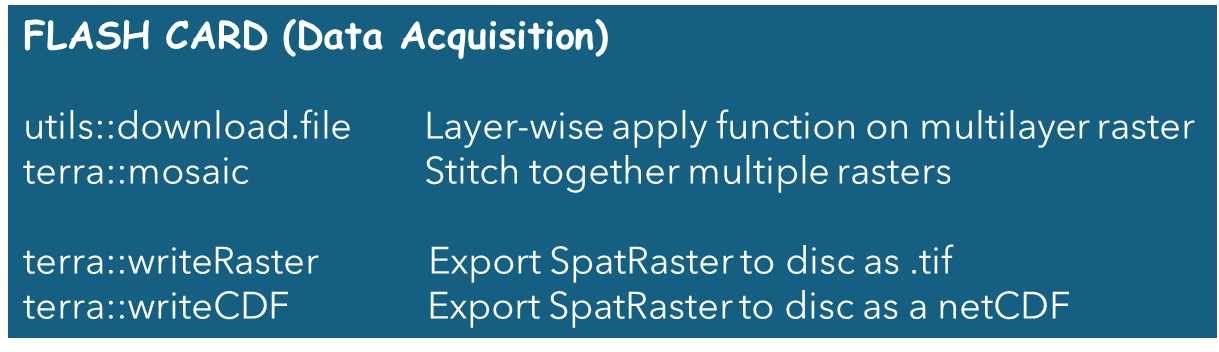 FLASH CARD (Data Acquisition)
utils::download.file Layer-wise apply function on multilayer raster
terra::mosaic Stitch together multiple rasters
terra::writeRaster Export SpatRaster to disc as .tif
terra::writeCDF Export SpatRaster to disc as a netCDF